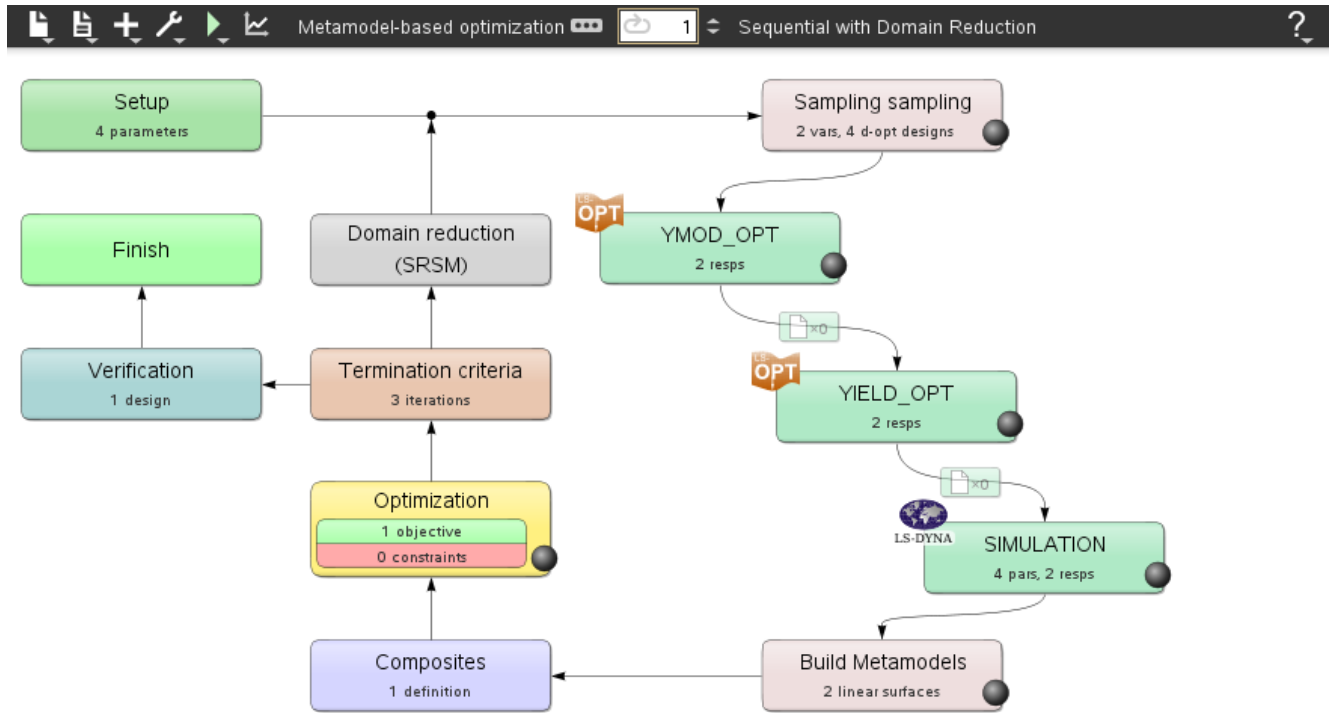 Metamodel-based optimization
1
Sequential with Domain Reduction
?
Setup
4 parameters
Sampling sampling
2 vars, 4 d-opt designs
Finish
Domain reduction
(SRSM)
LS-
OPT
YMOD_OPT
2 resps
×0
Verification
1 design
Termination criteria
3 iterations
LS-
OPT
YIELD_OPT
2 resps
×0
Optimization
1 objective
0 constraints
LS-DYNA
SIMULATION
4 pars, 2 resps
Composites
1 definition
Build Metamodels
2 linear surfaces